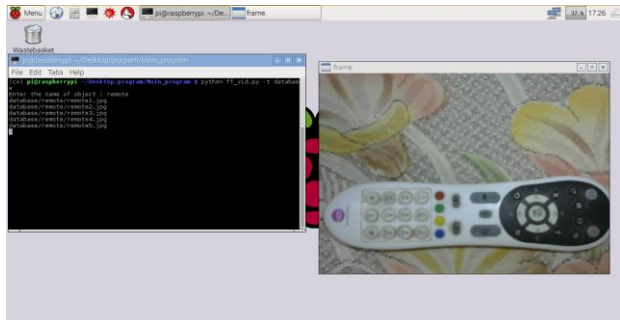 Menu pi@raspberrypi: ~/De... frame 17:26
Wastebasket
pi@raspberrypi: ~/Desktop/program/Main_program
File Edit Tabs Help
(cv) pi@raspberrypi ~/Desktop/program/Main_program $ python ff_vid.py -t databas
e
Enter the name of object : remote
database/remote/remote1.jpg
database/remote/remote2.jpg
database/remote/remote3.jpg
database/remote/remote4.jpg
database/remote/remote5.jpg
frame